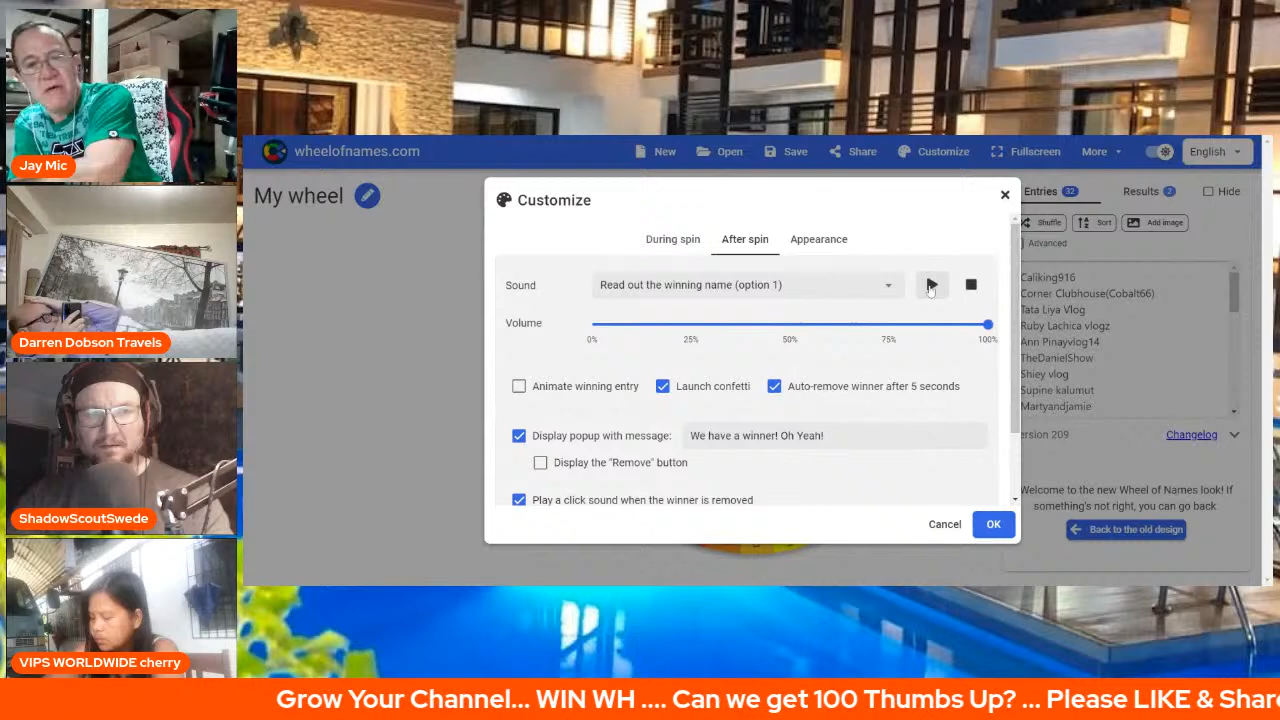 Jay Mic
Darren Dobson Travels
ShadowScoutSwede
VIPS WORLDWIDE cherry
wheelofnames.com
New
Open
Save
Share
Customize
Fullscreen
More
English
My wheel
Entries 32
Results 2
Hide
Shuffle
Sort
Add image
Advanced
Caliking916
Corner Clubhouse(Cobalt66)
Tata Liya Vlog
Ruby Lachica vlogz
Ann Pinayvlog14
TheDanielShow
Shiey vlog
Supine kalumut
Martyandjamie
ersion 209
Changelog
Welcome to the new Wheel of Names look! If
something's not right, you can go back
Back to the old design
Customize
During spin
After spin
Appearance
Sound
Read out the winning name (option 1)
Volume
0%
25%
50%
75%
100%
Animate winning entry
Launch confetti
Auto-remove winner after 5 seconds
Display popup with message:
We have a winner! Oh Yeah!
Display the "Remove" button
Play a click sound when the winner is removed
Cancel
OK
Grow Your Channel... WIN WH .... Can we get 100 Thumbs Up? ... Please LIKE & Share